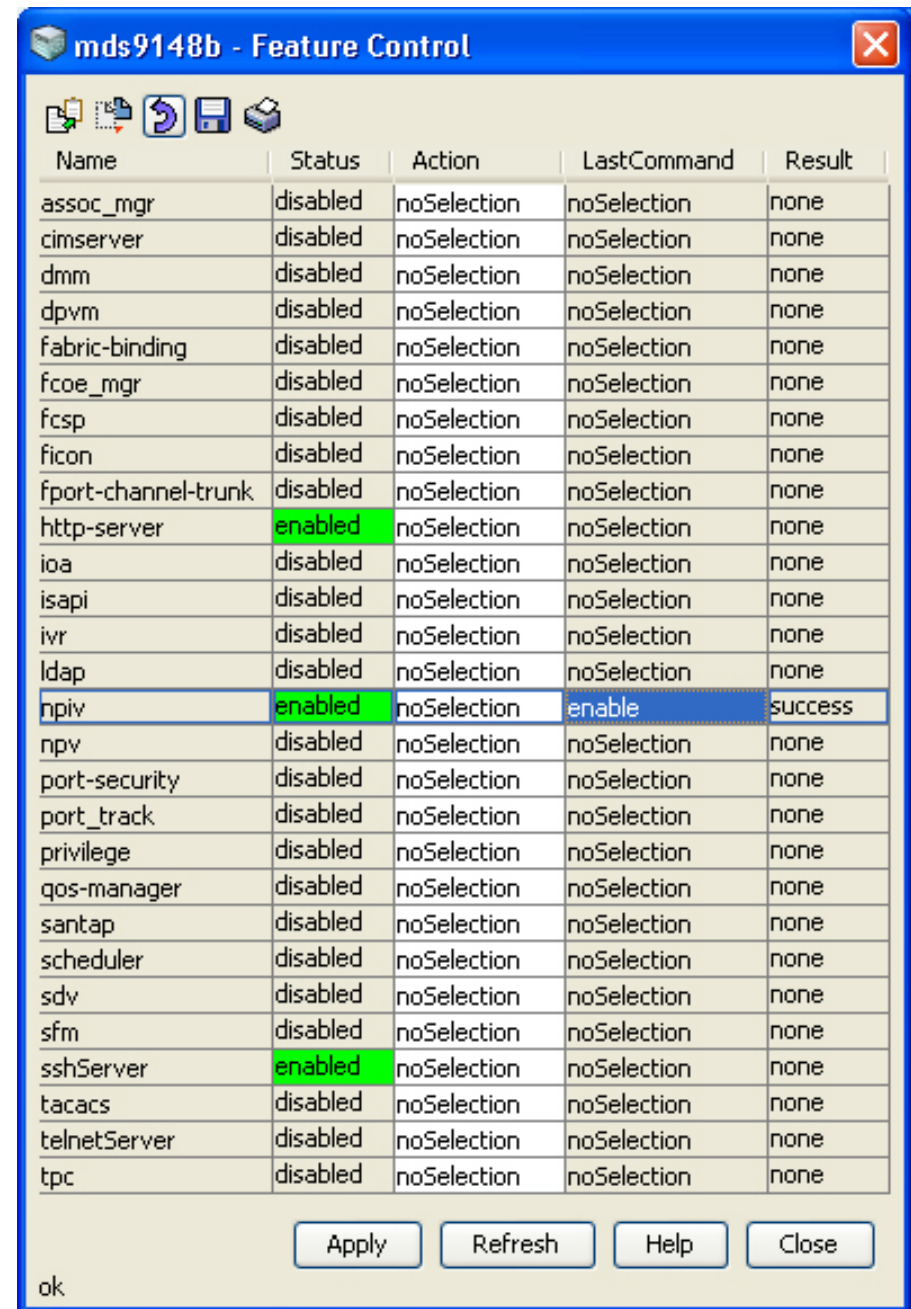 mds9148b - Feature Control
Name Status Action LastCommand Result
assoc_mgr disabled noSelection noSelection none
cimserver disabled noSelection noSelection none
dmm disabled noSelection noSelection none
dpvm disabled noSelection noSelection none
fabric-binding disabled noSelection noSelection none
fcoe_mgr disabled noSelection noSelection none
fcsp disabled noSelection noSelection none
ficon disabled noSelection noSelection none
fport-channel-trunk disabled noSelection noSelection none
http-server enabled noSelection noSelection none
ioa disabled noSelection noSelection none
isapi disabled noSelection noSelection none
ivr disabled noSelection noSelection none
ldap disabled noSelection noSelection none
npiv enabled noSelection enable success
npv disabled noSelection noSelection none
port-security disabled noSelection noSelection none
port_track disabled noSelection noSelection none
privilege disabled noSelection noSelection none
qos-manager disabled noSelection noSelection none
santap disabled noSelection noSelection none
scheduler disabled noSelection noSelection none
sdv disabled noSelection noSelection none
sfm disabled noSelection noSelection none
sshServer enabled noSelection noSelection none
tacacs disabled noSelection noSelection none
telnetServer disabled noSelection noSelection none
tpc disabled noSelection noSelection none
Apply Refresh Help Close
ok